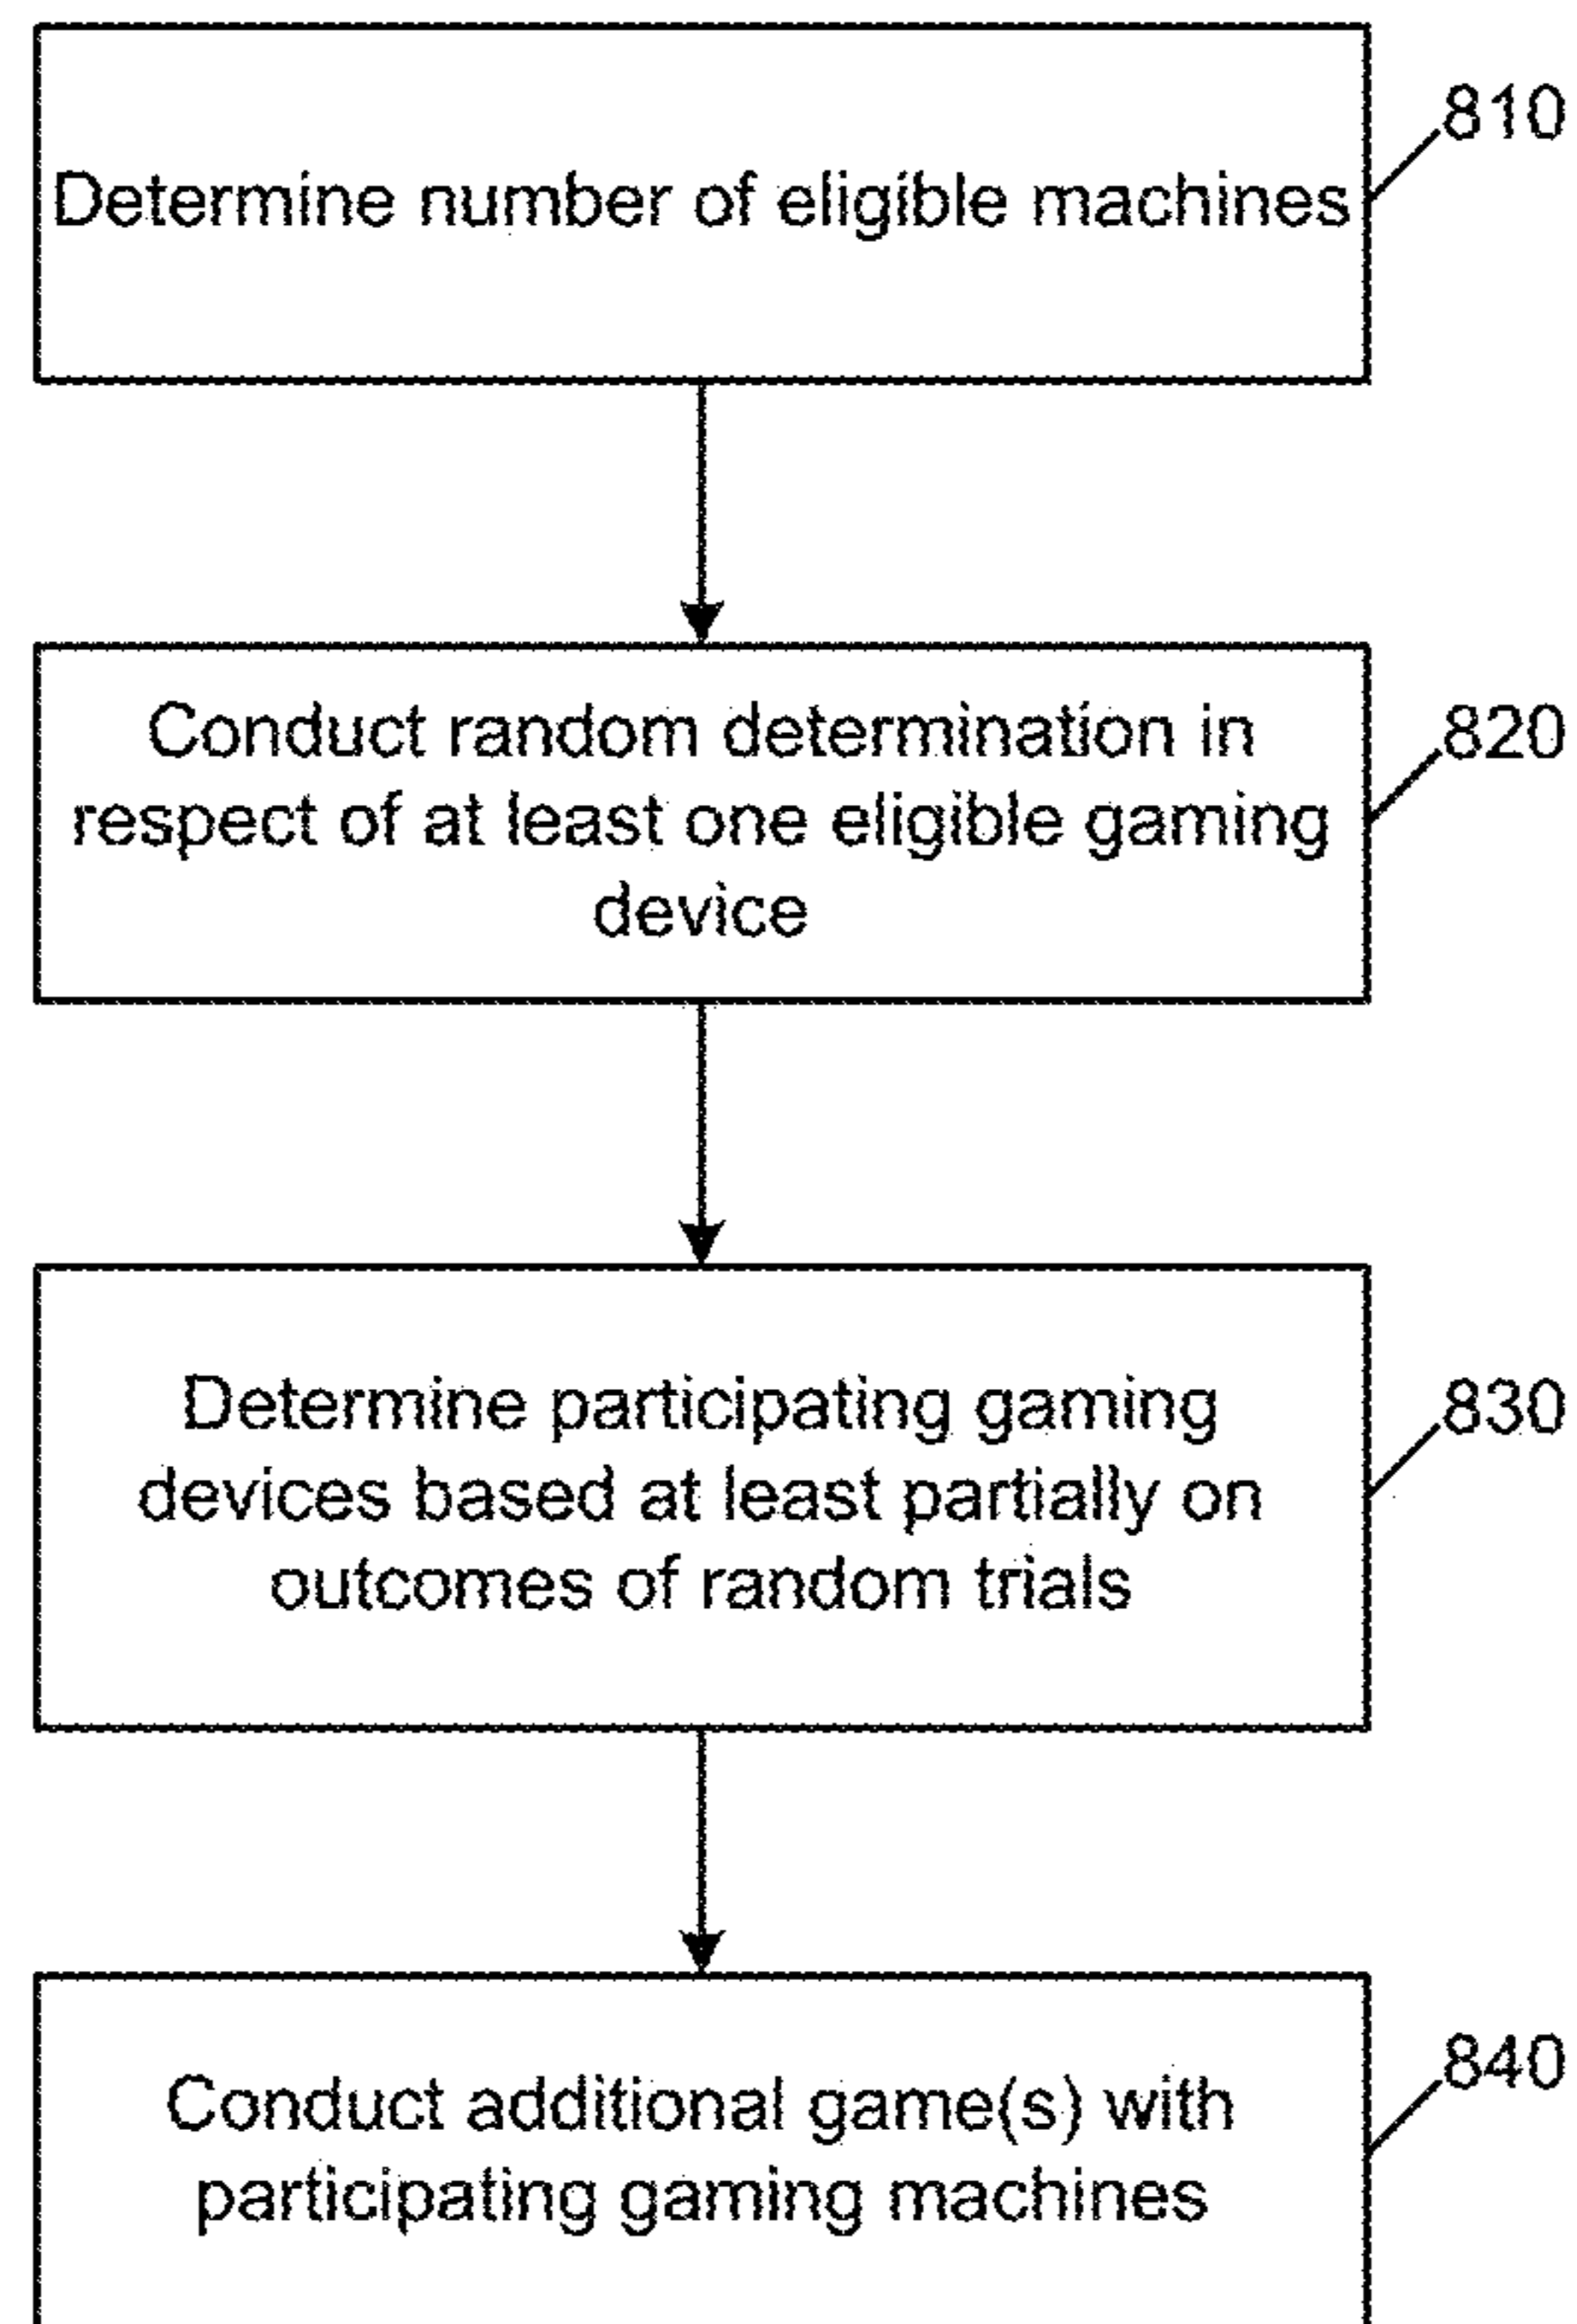 810
Determine number of eligible machines
820
Conduct random determination in
respect of at least one eligible gaming
device
830
Determine participating gaming
devices based at least partially on
outcomes of random trials
840
Conduct additional game(s) with
participating gaming machines